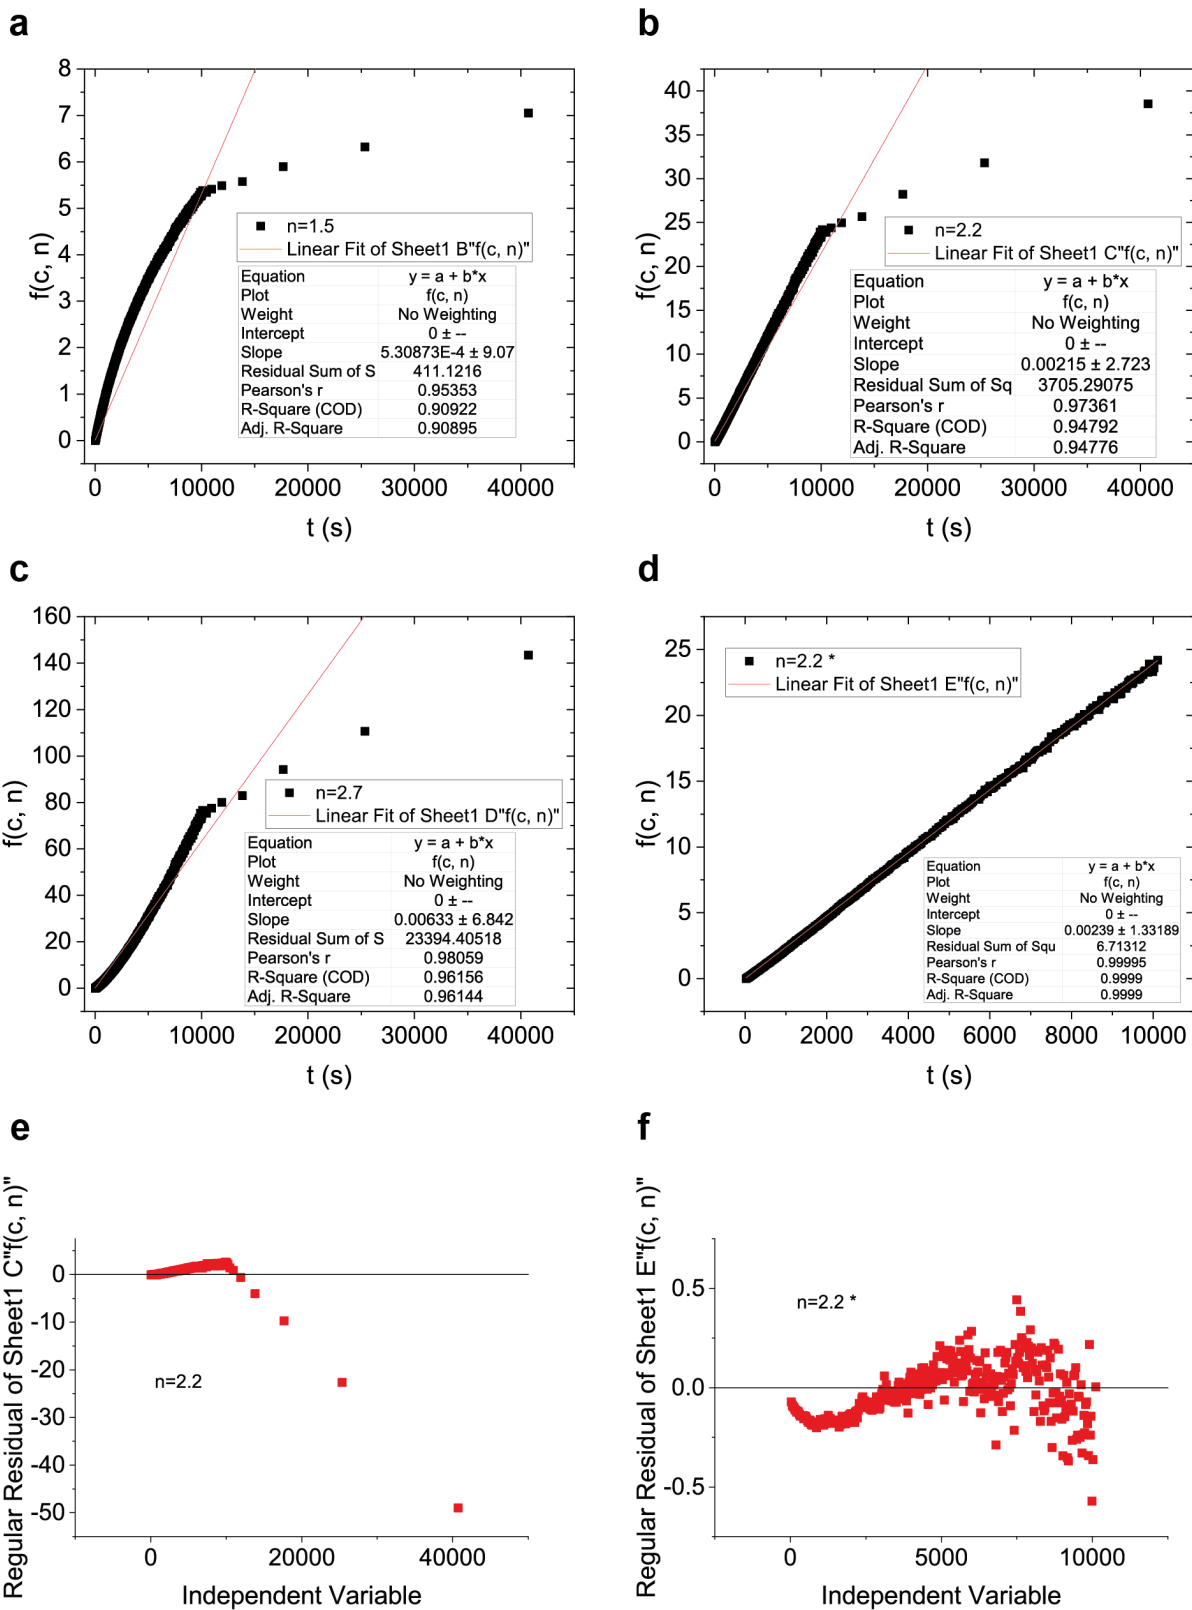 a
8
7
6
5
4
3
2
1
0
f(c, n)
n=1.5
Linear Fit of Sheet1 B"f(c, n)"
Equation y = a + b*x
Plot f(c, n)
Weight No Weighting
Intercept 0 ± --
Slope 5.30873E-4 ± 9.07
Residual Sum of S 411.1216
Pearson's r 0.95353
R-Square (COD) 0.90922
Adj. R-Square 0.90895
0 10000 20000 30000 40000
t (s)
b
40
35
30
25
20
15
10
5
0
f(c, n)
n=2.2
Linear Fit of Sheet1 C"f(c, n)"
Equation y = a + b*x
Plot f(c, n)
Weight No Weighting
Intercept 0 ± --
Slope 0.00215 ± 2.723
Residual Sum of Sq 3705.29075
Pearson's r 0.97361
R-Square (COD) 0.94792
Adj. R-Square 0.94776
0 10000 20000 30000 40000
t (s)
c
160
140
120
100
80
60
40
20
0
f(c, n)
n=2.7
Linear Fit of Sheet1 D"f(c, n)"
Equation y = a + b*x
Plot f(c, n)
Weight No Weighting
Intercept 0 ± --
Slope 0.00633 ± 6.842
Residual Sum of S 23394.40518
Pearson's r 0.98059
R-Square (COD) 0.96156
Adj. R-Square 0.96144
0 10000 20000 30000 40000
t (s)
d
25
20
15
10
5
0
f(c, n)
n=2.2 *
Linear Fit of Sheet1 E"f(c, n)"
Equation y = a + b*x
Plot f(c, n)
Weight No Weighting
Intercept 0 ± --
Slope 0.00239 ± 1.33189
Residual Sum of Squ 6.71312
Pearson's r 0.99995
R-Square (COD) 0.9999
Adj. R-Square 0.9999
0 2000 4000 6000 8000 10000
t (s)
e
Regular Residual of Sheet1 C"f(c, n)"
0
-10
-20
-30
-40
-50
n=2.2
0 20000 40000
Independent Variable
f
Regular Residual of Sheet1 E"f(c, n)"
0.5
0.0
-0.5
n=2.2 *
0 5000 10000
Independent Variable